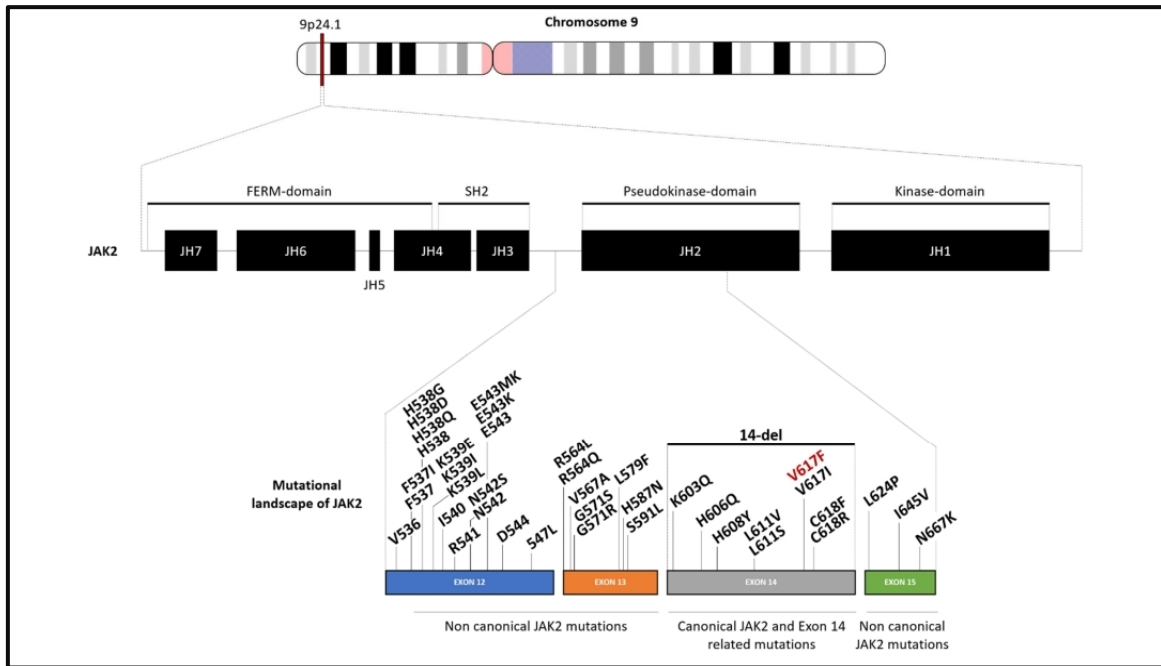 Chromosome 9
9p24.1
FERM-domain
SH2
Pseudokinase-domain
Kinase-domain
JAK2
JH7
JH6
JH5
JH4
JH3
JH2
JH1
Mutational
landscape of JAK2
V536
F537I
F537
H538G
H538D
H538Q
H538
K539E
K539I
K539L
I540
R541
N542S
N542
E543MK
E543K
E543
D544
547L
R564L
R564Q
V567A
G571S
G571R
L579F
H587N
S591L
14-del
K603Q
H606Q
H608Y
L611V
L611S
V617F
V617I
C618F
C618R
L624P
I645V
N667K
EXON 12
EXON 13
EXON 14
EXON 15
Non canonical JAK2 mutations
Canonical JAK2 and Exon 14
related mutations
Non canonical
JAK2 mutations